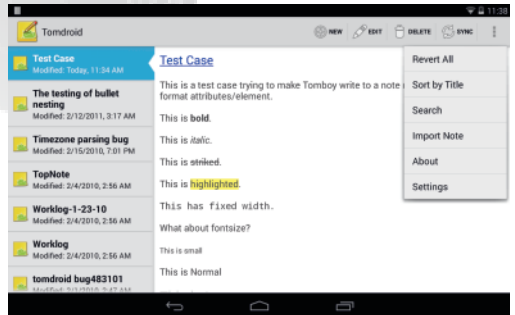 11:38
Tomdroid
NEW
EDIT
DELETE
SYNC
Test Case
Modified: Today, 11:34 AM
The testing of bullet
nesting
Modified: 2/12/2011, 3:17 AM
Timezone parsing bug
Modified: 2/15/2010, 7:01 PM
TopNote
Modified: 2/4/2010, 2:56 AM
Worklog-1-23-10
Modified: 2/4/2010, 2:56 AM
Worklog
Modified: 2/4/2010, 2:56 AM
tomdroid bug483101
Test Case
This is a test case trying to make Tomboy write to a note
format attributes/element.
This is bold.
This is italic.
This is striked.
This is highlighted.
This has fixed width.
What about fontsize?
This is small
This is Normal
Revert All
Sort by Title
Search
Import Note
About
Settings